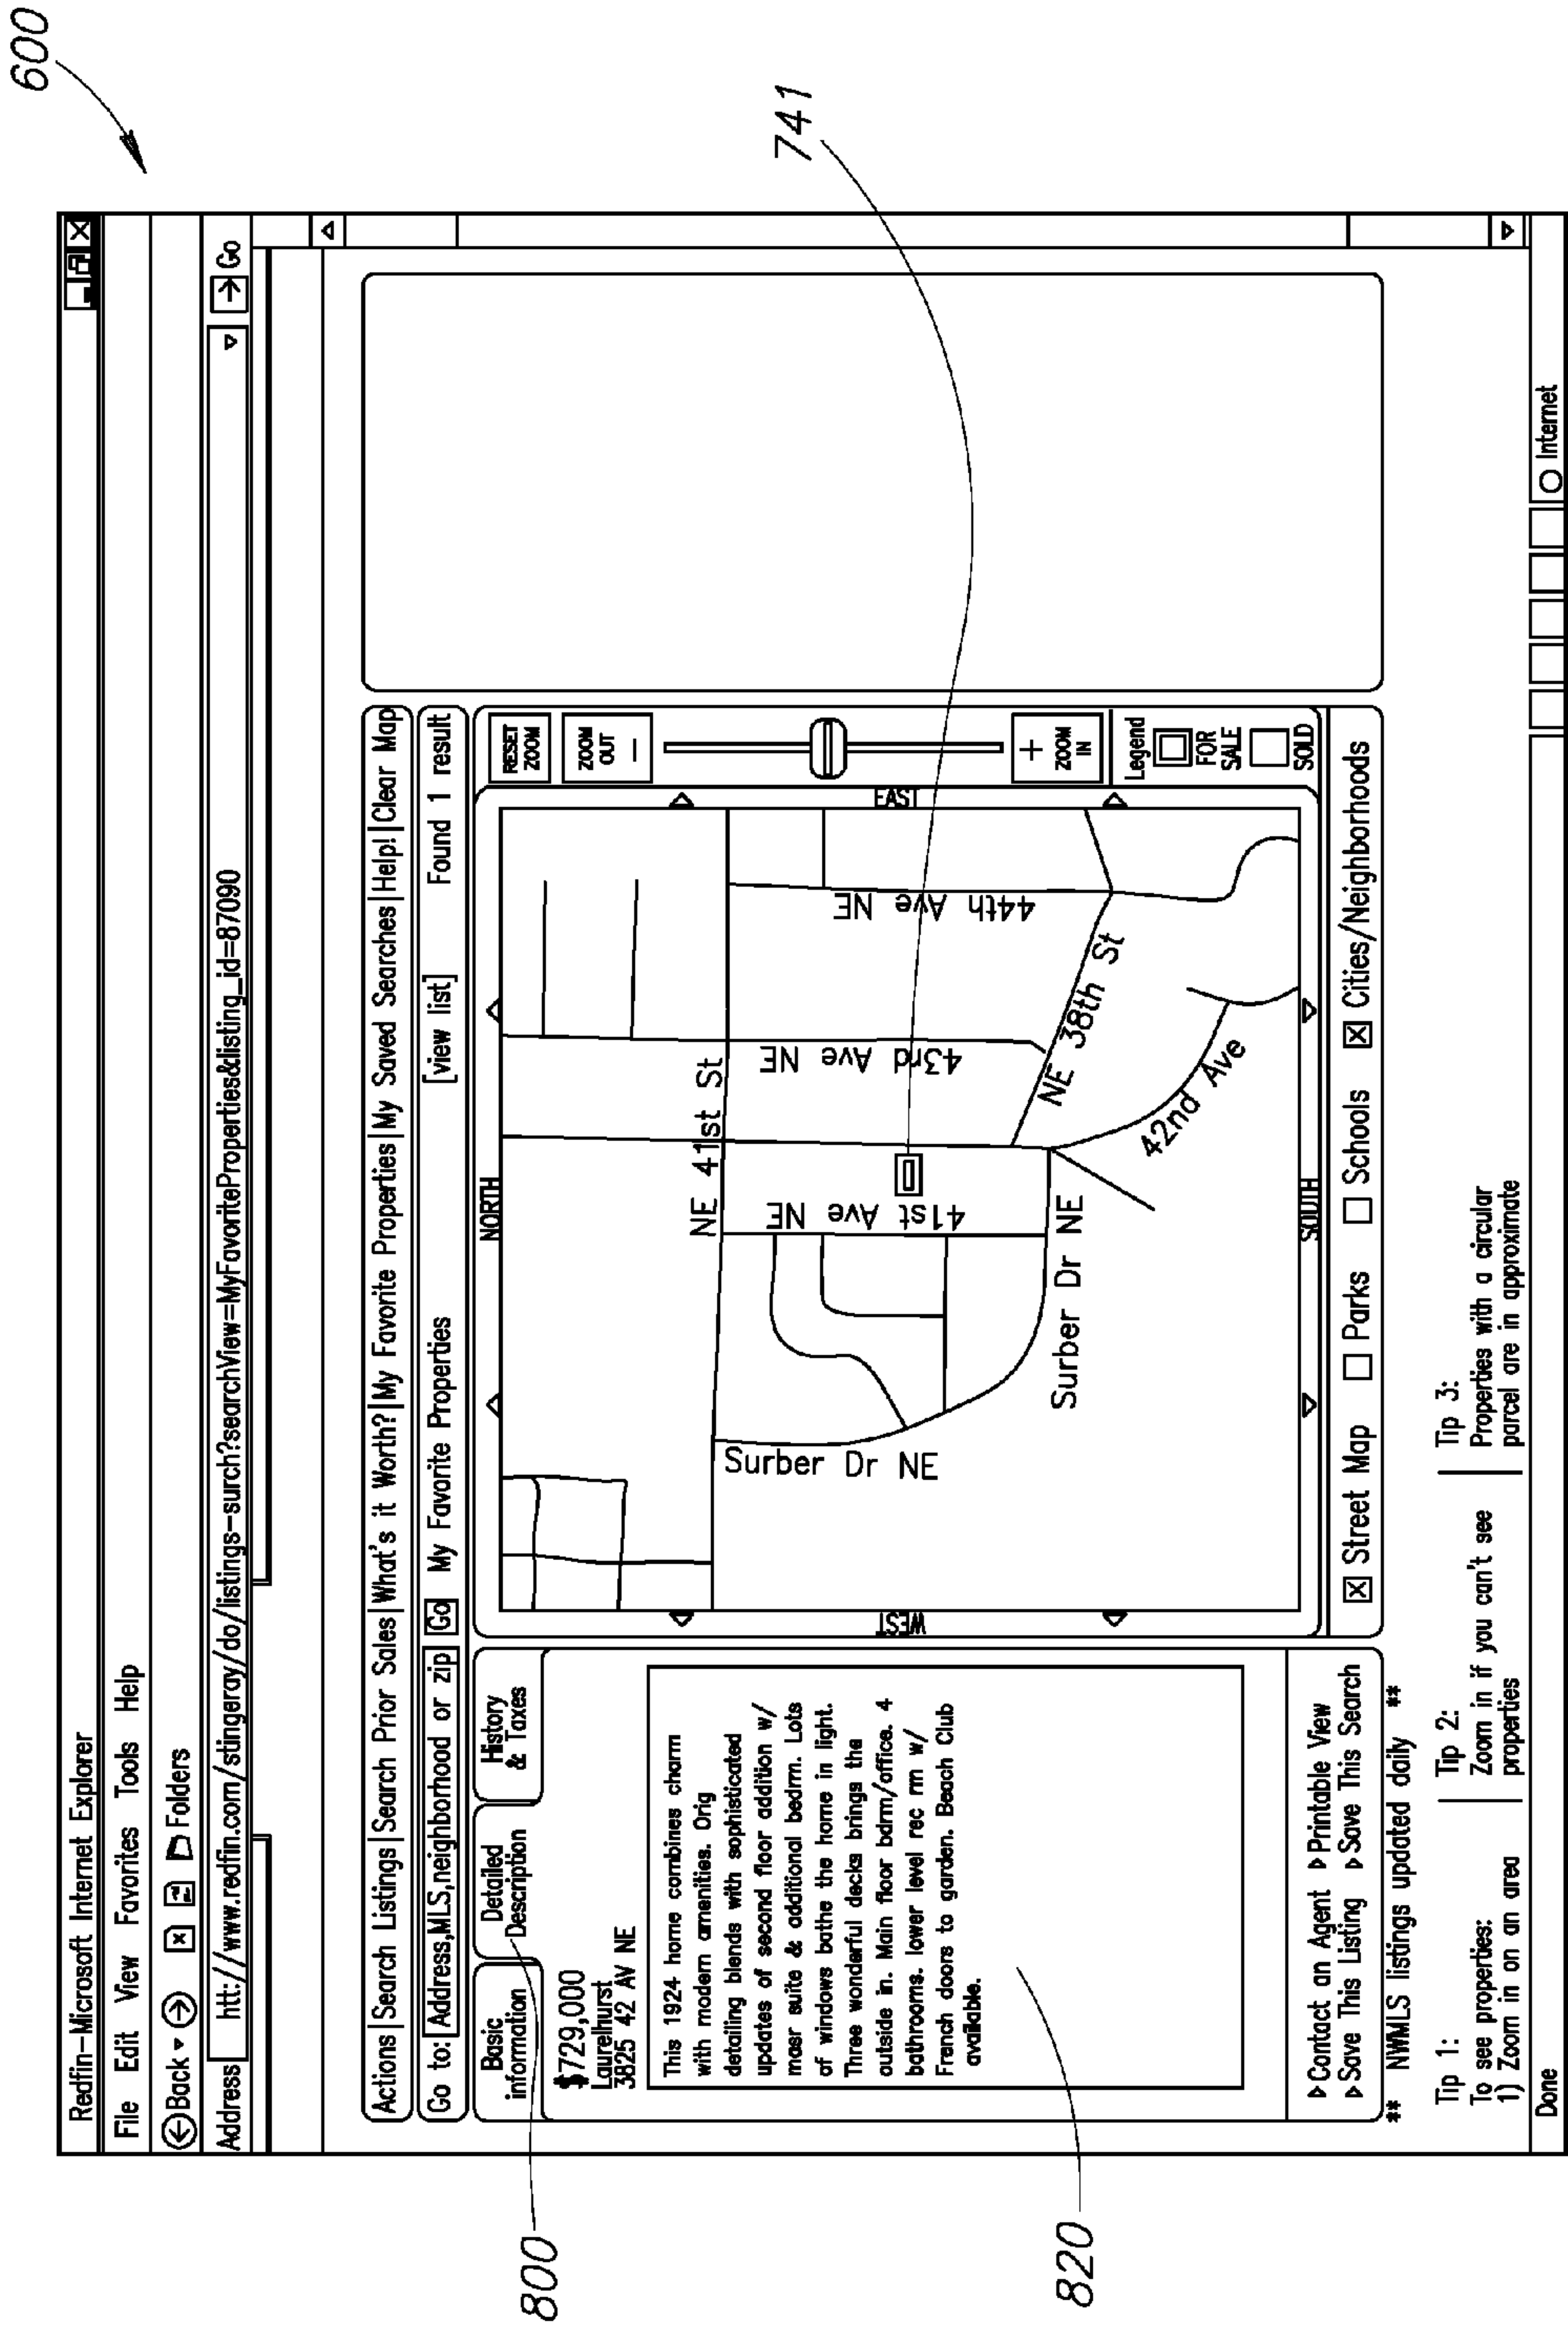 600
Redfin-Microsoft Internet Explorer
File Edit View Favorites Tools Help
Back Folders
Address htt://www.redfin.com/stingeray/do/listings-surch?searchView=MyFavoriteProperties&listing_id=87090 Go
Actions|Search Listings|Search Prior Sales|What's it Worth?|My Favorite Properties|My Saved Searches|Help!|Clear Map
Go to: Address,MLS,neighborhood or zip Go My Favorite Properties [view list] Found 1 result
Basic information
Detailed Description
History & Taxes
800
$729,000
Laurelhurst
3825 42 AV NE
This 1924 home combines charm
with modern amenities. Orig
detailing blends with sophisticated
updates of second floor addition w/
masr suite & additional bedrm. Lots
of windows bathe the home in light.
Three wonderful decks brings the
outside in. Main floor bdrm/office. 4
bathrooms. lower level rec rm w/
French doors to garden. Beach Club
available.
820
▹Contact an Agent ▹Printable View
▹Save This Listing ▹Save This Search
NORTH
WEST
EAST
SOUTH
NE 41st St
Surber Dr NE
41st Ave NE
43rd Ave NE
44th Ave NE
NE 38th St
Surber Dr NE
42nd Ave
741
RESET ZOOM
ZOOM OUT
−
+
ZOOM IN
Legend
FOR SALE
SOLD
Street Map Parks Schools Cities/Neighborhoods
** NWMLS listings updated daily **
Tip 1:
To see properties:
1) Zoom in on an area
Tip 2:
Zoom in if you can't see
properties
Tip 3:
Properties with a circular
parcel are in approximate
Done Internet